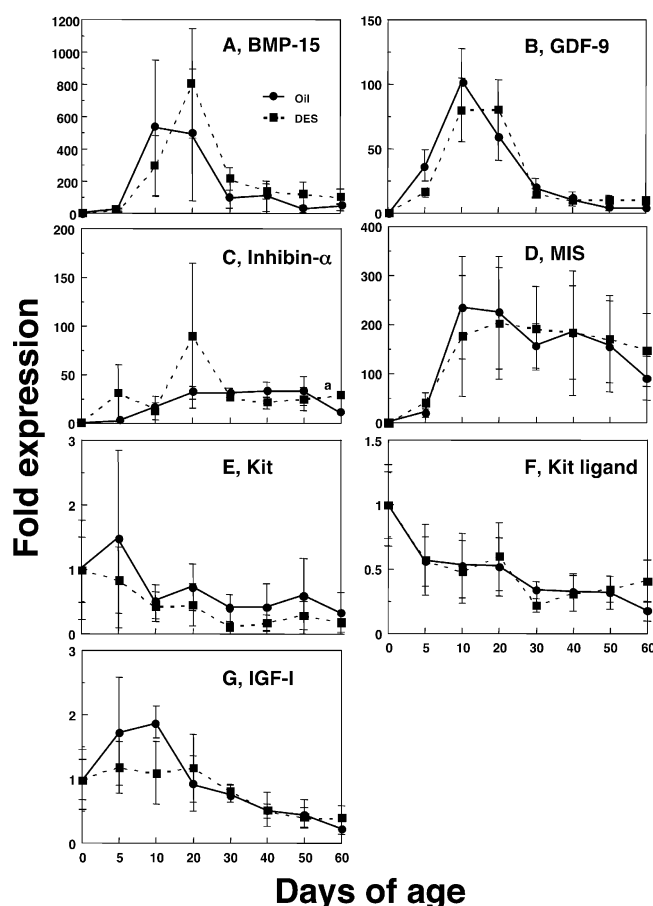 Fold expression
A, BMP-15
1200
1000
800
600
400
200
0
Oil
DES
B, GDF-9
150
100
50
0
C, Inhibin-α
200
150
100
50
0
a
D, MIS
400
300
200
100
0
E, Kit
3
2
1
0
F, Kit ligand
1.5
1
0.5
0
0 5 10 20 30 40 50 60
G, IGF-I
3
2
1
0
0 5 10 20 30 40 50 60
Days of age